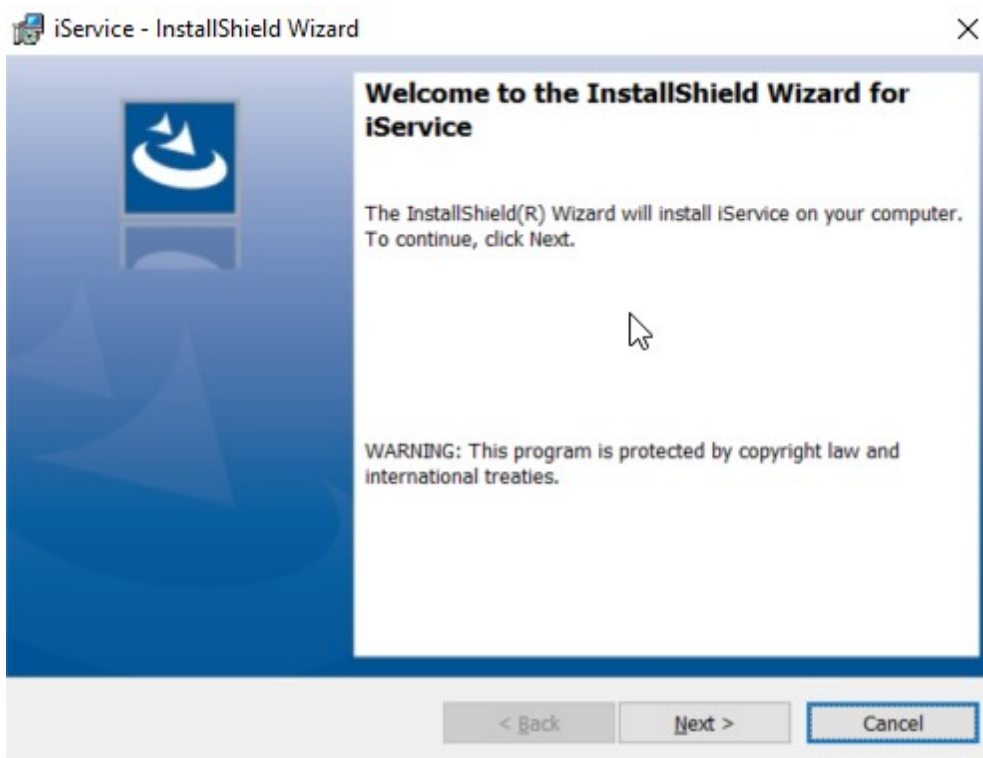 iService - InstallShield Wizard
Welcome to the InstallShield Wizard for
iService
The InstallShield(R) Wizard will install iService on your computer.
To continue, click Next.
WARNING: This program is protected by copyright law and
international treaties.
< Back
Next >
Cancel